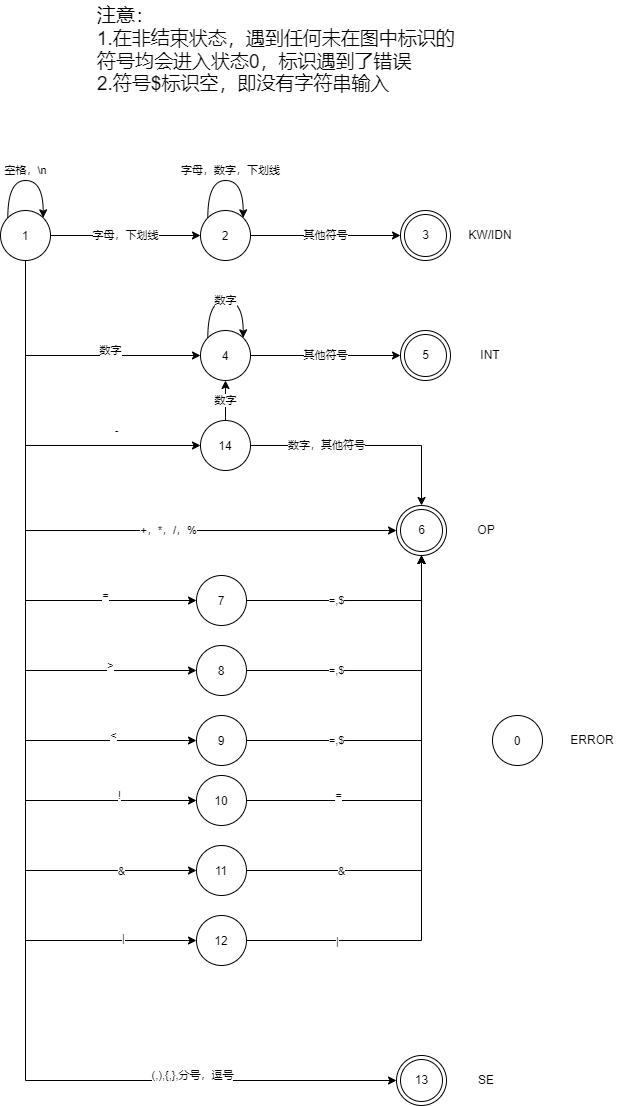 注意：
1.在非结束状态，遇到任何未在图中标识的
符号均会进入状态0，标识遇到了错误
2.符号$标识空，即没有字符串输入
空格，\n
字母，数字，下划线
1
字母，下划线
2
其他符号
3
KW/IDN
数字
数字
4
其他符号
5
INT
数字
-
14
数字，其他符号
+，*，/，%
6
OP
=
7
=,$
>
8
=,$
<
9
=,$
0
ERROR
!
10
=
&
11
&
|
12
|
(,),{,},分号，逗号
13
SE